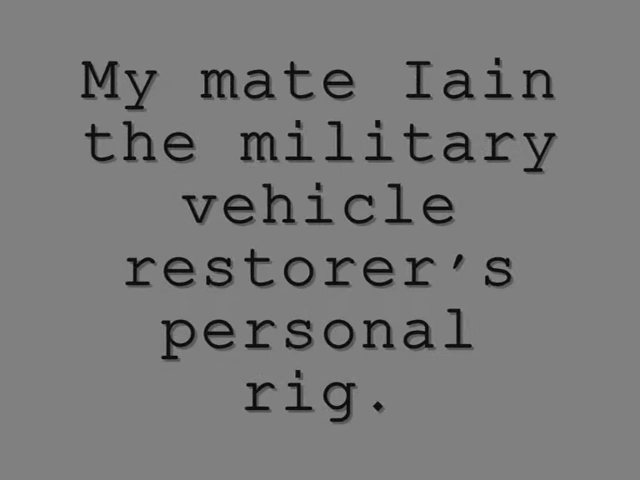 My mate Iain
the military
vehicle
restorer’s
personal
rig.